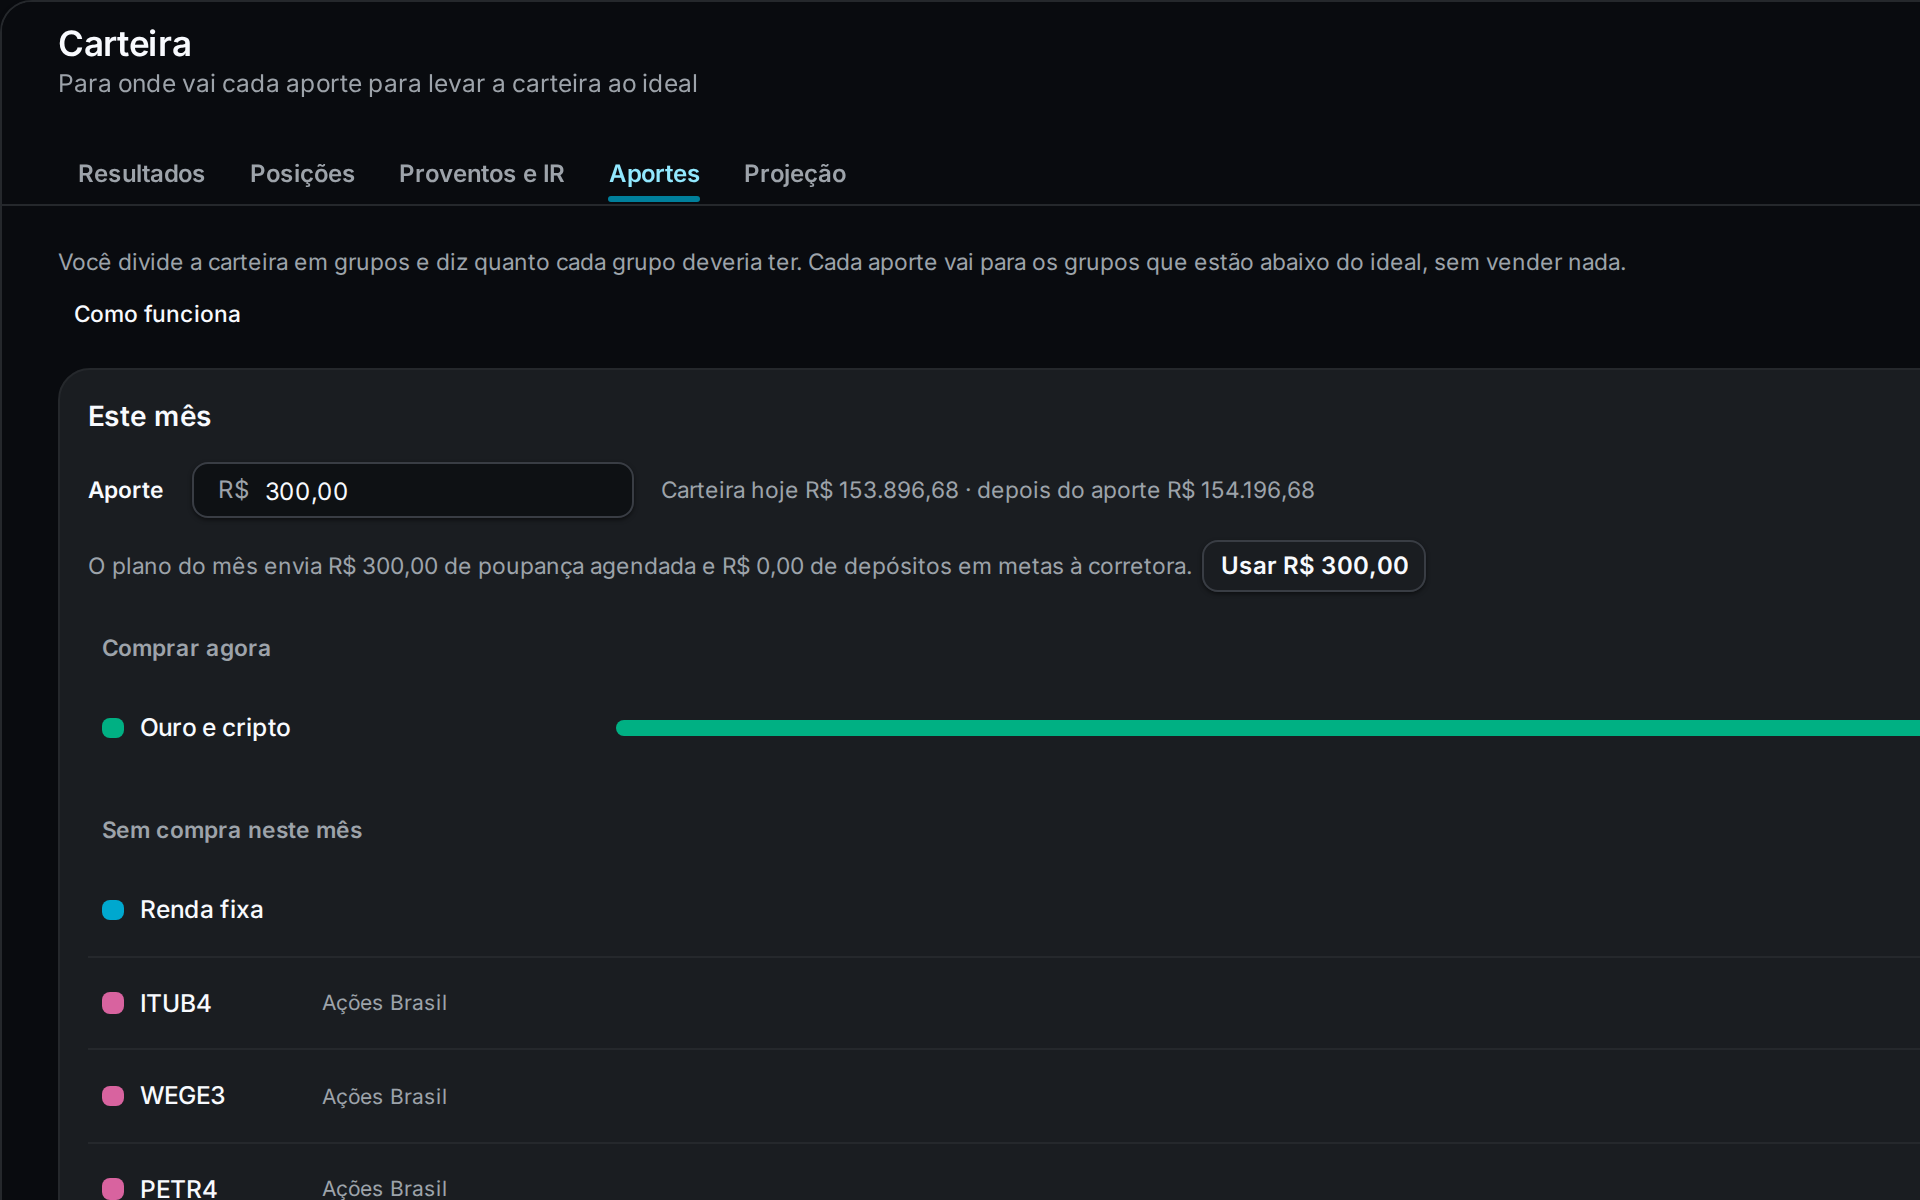 Carteira
Para onde vai cada aporte para levar a carteira ao ideal
Resultados Posições Proventos e IR Aportes Projeção
Você divide a carteira em grupos e diz quanto cada grupo deveria ter. Cada aporte vai para os grupos que estão abaixo do ideal, sem vender nada.
Como funciona
Este mês
Aporte R$ 300,00 Carteira hoje R$ 153.896,68 · depois do aporte R$ 154.196,68
O plano do mês envia R$ 300,00 de poupança agendada e R$ 0,00 de depósitos em metas à corretora. Usar R$ 300,00
Comprar agora
Ouro e cripto
Sem compra neste mês
Renda fixa
ITUB4 Ações Brasil
WEGE3 Ações Brasil
PETR4 Ações Brasil